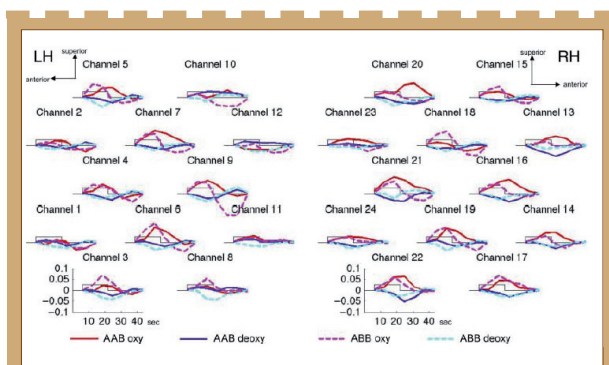 LH superior anterior
RH superior anterior
Channel 5 Channel 10 Channel 20 Channel 15
Channel 2 Channel 7 Channel 12 Channel 23 Channel 18 Channel 13
Channel 4 Channel 9 Channel 21 Channel 16
Channel 1 Channel 6 Channel 11 Channel 24 Channel 19 Channel 14
Channel 3 Channel 8 Channel 22 Channel 17
0.1 0.1
0.05 0.05
0 0
−0.05 −0.05
−0.1 −0.1
10 20 30 40 sec 10 20 30 40 sec
AAB oxy AAB deoxy ABB oxy ABB deoxy